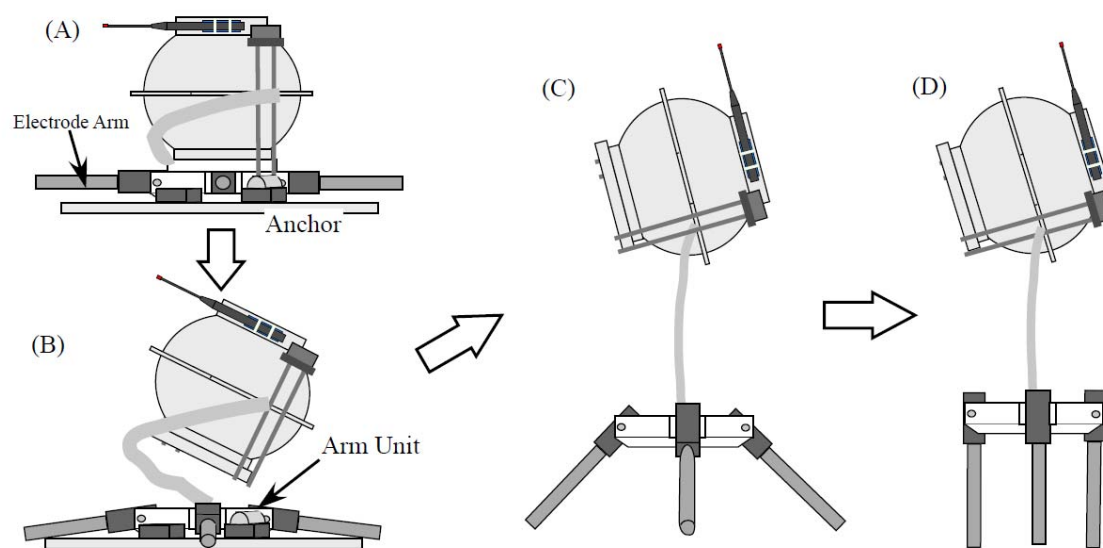 (A)
Electrode Arm
Anchor
(B)
Arm Unit
(C)
(D)